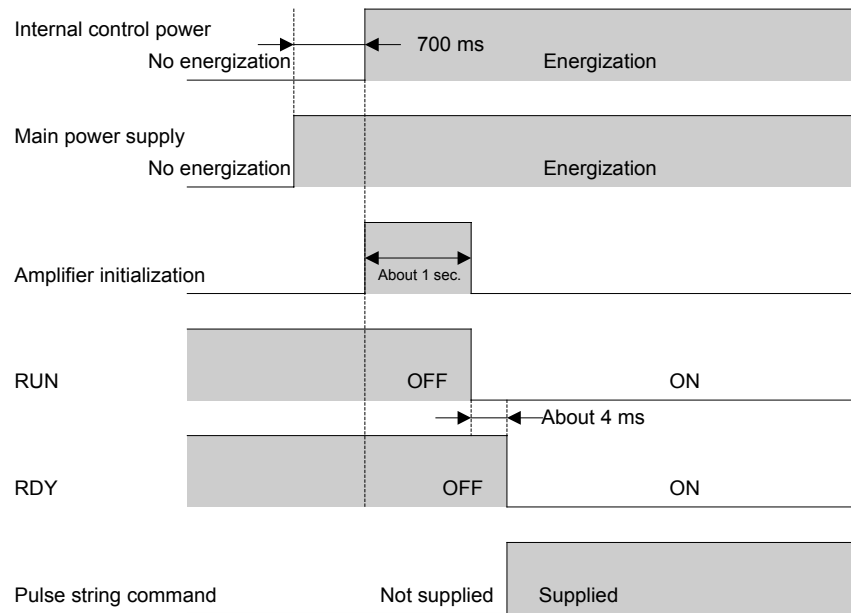 Internal control power
700 ms
No energization
Energization
Main power supply
No energization
Energization
Amplifier initialization
About 1 sec.
RUN
OFF
ON
About 4 ms
RDY
OFF
ON
Pulse string command
Not supplied
Supplied